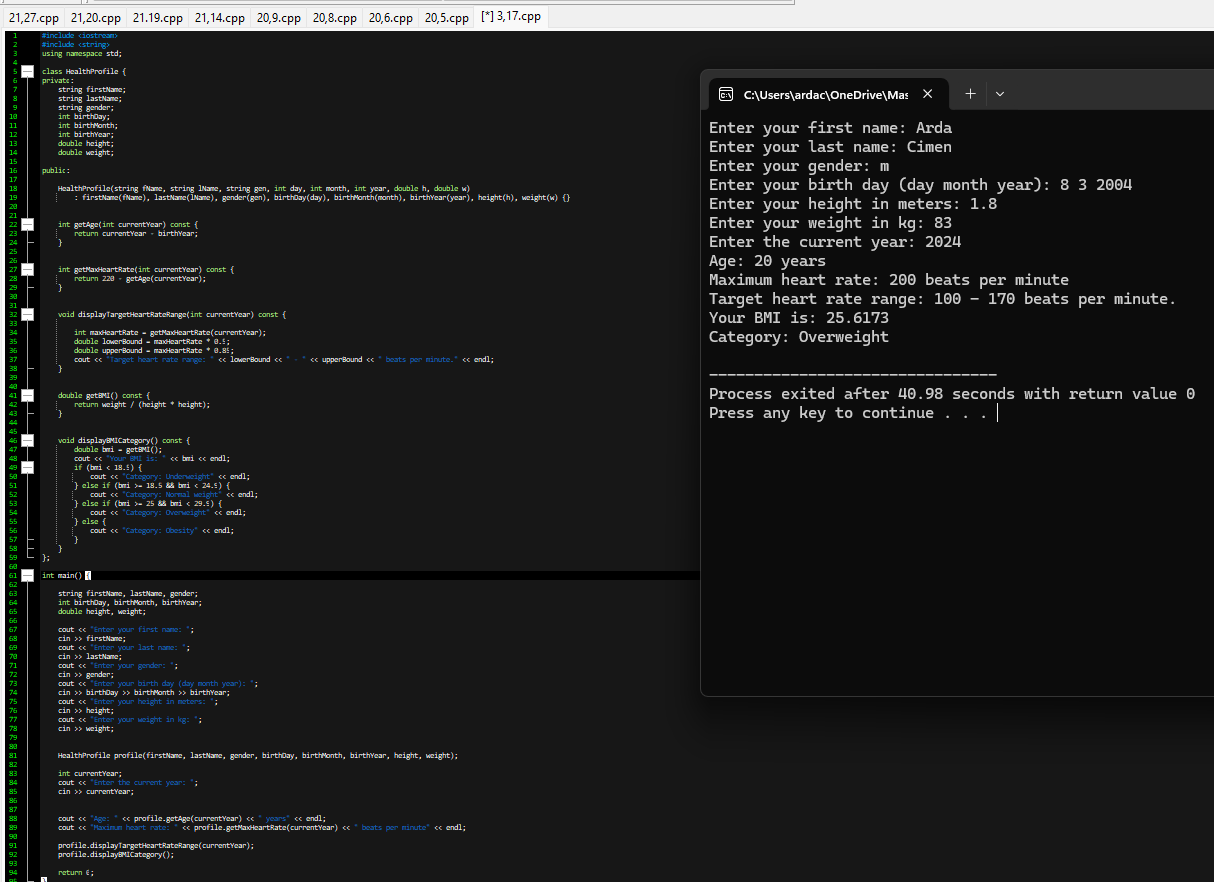 21,27.cpp 21,20.cpp 21.19.cpp 21,14.cpp 20,9.cpp 20,8.cpp 20,6.cpp 20,5.cpp [*] 3,17.cpp
1 #include <iostream>
2 #include <string>
3 using namespace std;
4
5 class HealthProfile {
6 private:
7 string firstName;
8 string lastName;
9 string gender;
10 int birthDay;
11 int birthMonth;
12 int birthYear;
13 double height;
14 double weight;
15
16 public:
17
18 HealthProfile(string fName, string lName, string gen, int day, int month, int year, double h, double w)
19 : firstName(fName), lastName(lName), gender(gen), birthDay(day), birthMonth(month), birthYear(year), height(h), weight(w) {}
20
21
22 int getAge(int currentYear) const {
23 return currentYear - birthYear;
24 }
25
26
27 int getMaxHeartRate(int currentYear) const {
28 return 220 - getAge(currentYear);
29 }
30
31
32 void displayTargetHeartRateRange(int currentYear) const {
33
34 int maxHeartRate = getMaxHeartRate(currentYear);
35 double lowerBound = maxHeartRate * 0.5;
36 double upperBound = maxHeartRate * 0.85;
37 cout << "Target heart rate range: " << lowerBound << " - " << upperBound << " beats per minute." << endl;
38 }
39
40
41 double getBMI() const {
42 return weight / (height * height);
43 }
44
45
46 void displayBMICategory() const {
47 double bmi = getBMI();
48 cout << "Your BMI is: " << bmi << endl;
49 if (bmi < 18.5) {
50 cout << "Category: Underweight" << endl;
51 } else if (bmi >= 18.5 && bmi < 24.9) {
52 cout << "Category: Normal weight" << endl;
53 } else if (bmi >= 25 && bmi < 29.9) {
54 cout << "Category: Overweight" << endl;
55 } else {
56 cout << "Category: Obesity" << endl;
57 }
58 }
59 };
60
61 int main() {
62
63 string firstName, lastName, gender;
64 int birthDay, birthMonth, birthYear;
65 double height, weight;
66
67 cout << "Enter your first name: ";
68 cin >> firstName;
69 cout << "Enter your last name: ";
70 cin >> lastName;
71 cout << "Enter your gender: ";
72 cin >> gender;
73 cout << "Enter your birth day (day month year): ";
74 cin >> birthDay >> birthMonth >> birthYear;
75 cout << "Enter your height in meters: ";
76 cin >> height;
77 cout << "Enter your weight in kg: ";
78 cin >> weight;
79
80
81 HealthProfile profile(firstName, lastName, gender, birthDay, birthMonth, birthYear, height, weight);
82
83 int currentYear;
84 cout << "Enter the current year: ";
85 cin >> currentYear;
86
87
88 cout << "Age: " << profile.getAge(currentYear) << " years" << endl;
89 cout << "Maximum heart rate: " << profile.getMaxHeartRate(currentYear) << " beats per minute" << endl;
90
91 profile.displayTargetHeartRateRange(currentYear);
92 profile.displayBMICategory();
93
94 return 0;
95 }
C:\Users\ardac\OneDrive\Mas
Enter your first name: Arda
Enter your last name: Cimen
Enter your gender: m
Enter your birth day (day month year): 8 3 2004
Enter your height in meters: 1.8
Enter your weight in kg: 83
Enter the current year: 2024
Age: 20 years
Maximum heart rate: 200 beats per minute
Target heart rate range: 100 - 170 beats per minute.
Your BMI is: 25.6173
Category: Overweight
--------------------------------
Process exited after 40.98 seconds with return value 0
Press any key to continue . . .